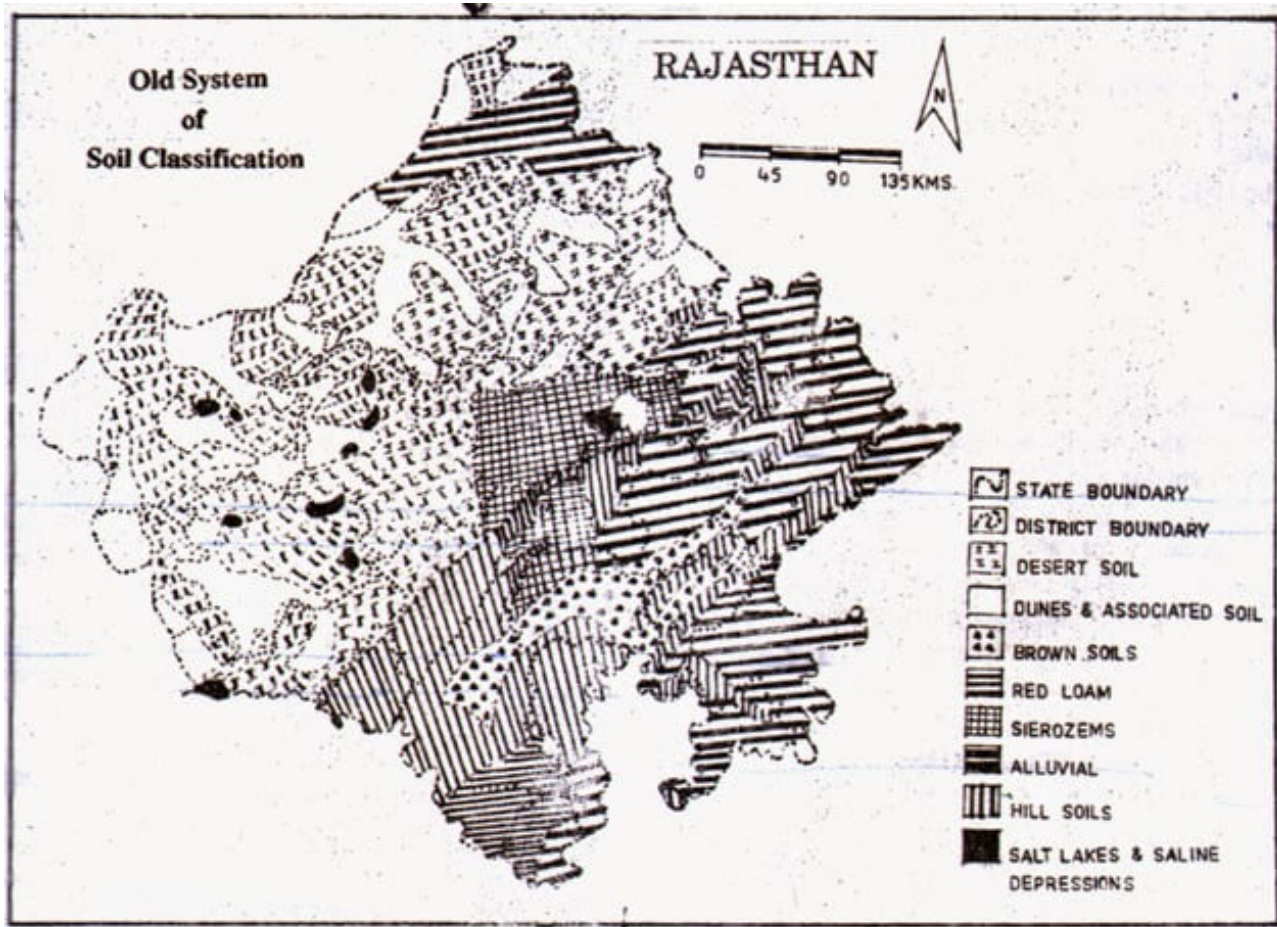 Old System
of
Soil Classification
RAJASTHAN
N
0 45 90 135 KMS.
STATE BOUNDARY
DISTRICT BOUNDARY
DESERT SOIL
DUNES & ASSOCIATED SOIL
BROWN SOILS
RED LOAM
SIEROZEMS
ALLUVIAL
HILL SOILS
SALT LAKES & SALINE
DEPRESSIONS